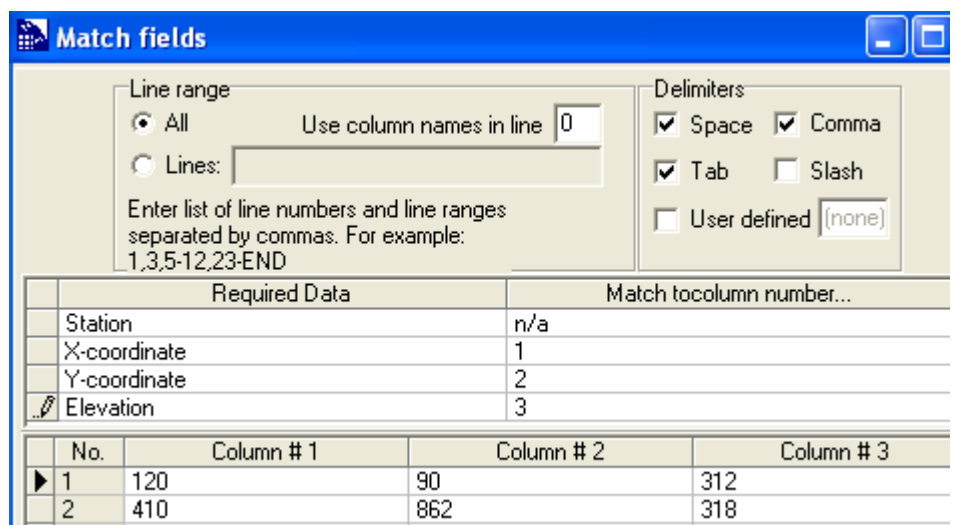 Match fields
Line range
All Use column names in line 0
Lines:
Enter list of line numbers and line ranges
separated by commas. For example:
1,3,5-12,23-END
Delimiters
Space Comma
Tab Slash
User defined (none)
Required Data Match tocolumn number...
Station n/a
X-coordinate 1
Y-coordinate 2
Elevation 3
No. Column # 1 Column # 2 Column # 3
1 120 90 312
2 410 862 318